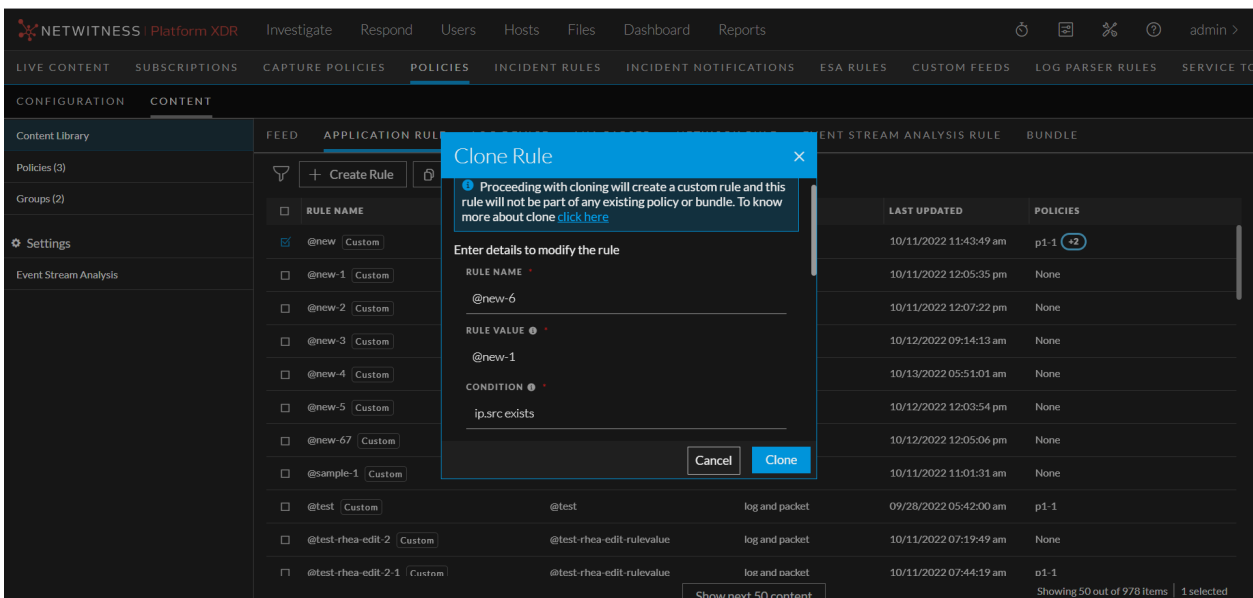 NETWITNESS Platform XDR Investigate Respond Users Hosts Files Dashboard Reports admin >
LIVE CONTENT SUBSCRIPTIONS CAPTURE POLICIES POLICIES INCIDENT RULES INCIDENT NOTIFICATIONS ESA RULES CUSTOM FEEDS LOG PARSER RULES SERVICE TO
CONFIGURATION CONTENT
Content Library
Policies (3)
Groups (2)
Settings
Event Stream Analysis
FEED APPLICATION RULE EVENT STREAM ANALYSIS RULE BUNDLE
+ Create Rule
RULE NAME LAST UPDATED POLICIES
@new Custom 10/11/2022 11:43:49 am p1-1 +2
@new-1 Custom 10/11/2022 12:05:35 pm None
@new-2 Custom 10/11/2022 12:07:22 pm None
@new-3 Custom 10/12/2022 09:14:13 am None
@new-4 Custom 10/13/2022 05:51:01 am None
@new-5 Custom 10/12/2022 12:03:54 pm None
@new-67 Custom 10/12/2022 12:05:06 pm None
@sample-1 Custom 10/11/2022 11:01:31 am None
@test Custom @test log and packet 09/28/2022 05:42:00 am p1-1
@test-rhea-edit-2 Custom @test-rhea-edit-rulevalue log and packet 10/11/2022 07:19:49 am None
@test-rhea-edit-2-1 Custom @test-rhea-edit-rulevalue log and packet 10/11/2022 07:44:19 am p1-1
Show next 50 content Showing 50 out of 978 items 1 selected
Clone Rule
Proceeding with cloning will create a custom rule and this
rule will not be part of any existing policy or bundle. To know
more about clone click here
Enter details to modify the rule
RULE NAME *
@new-6
RULE VALUE *
@new-1
CONDITION *
ip.src exists
Cancel Clone